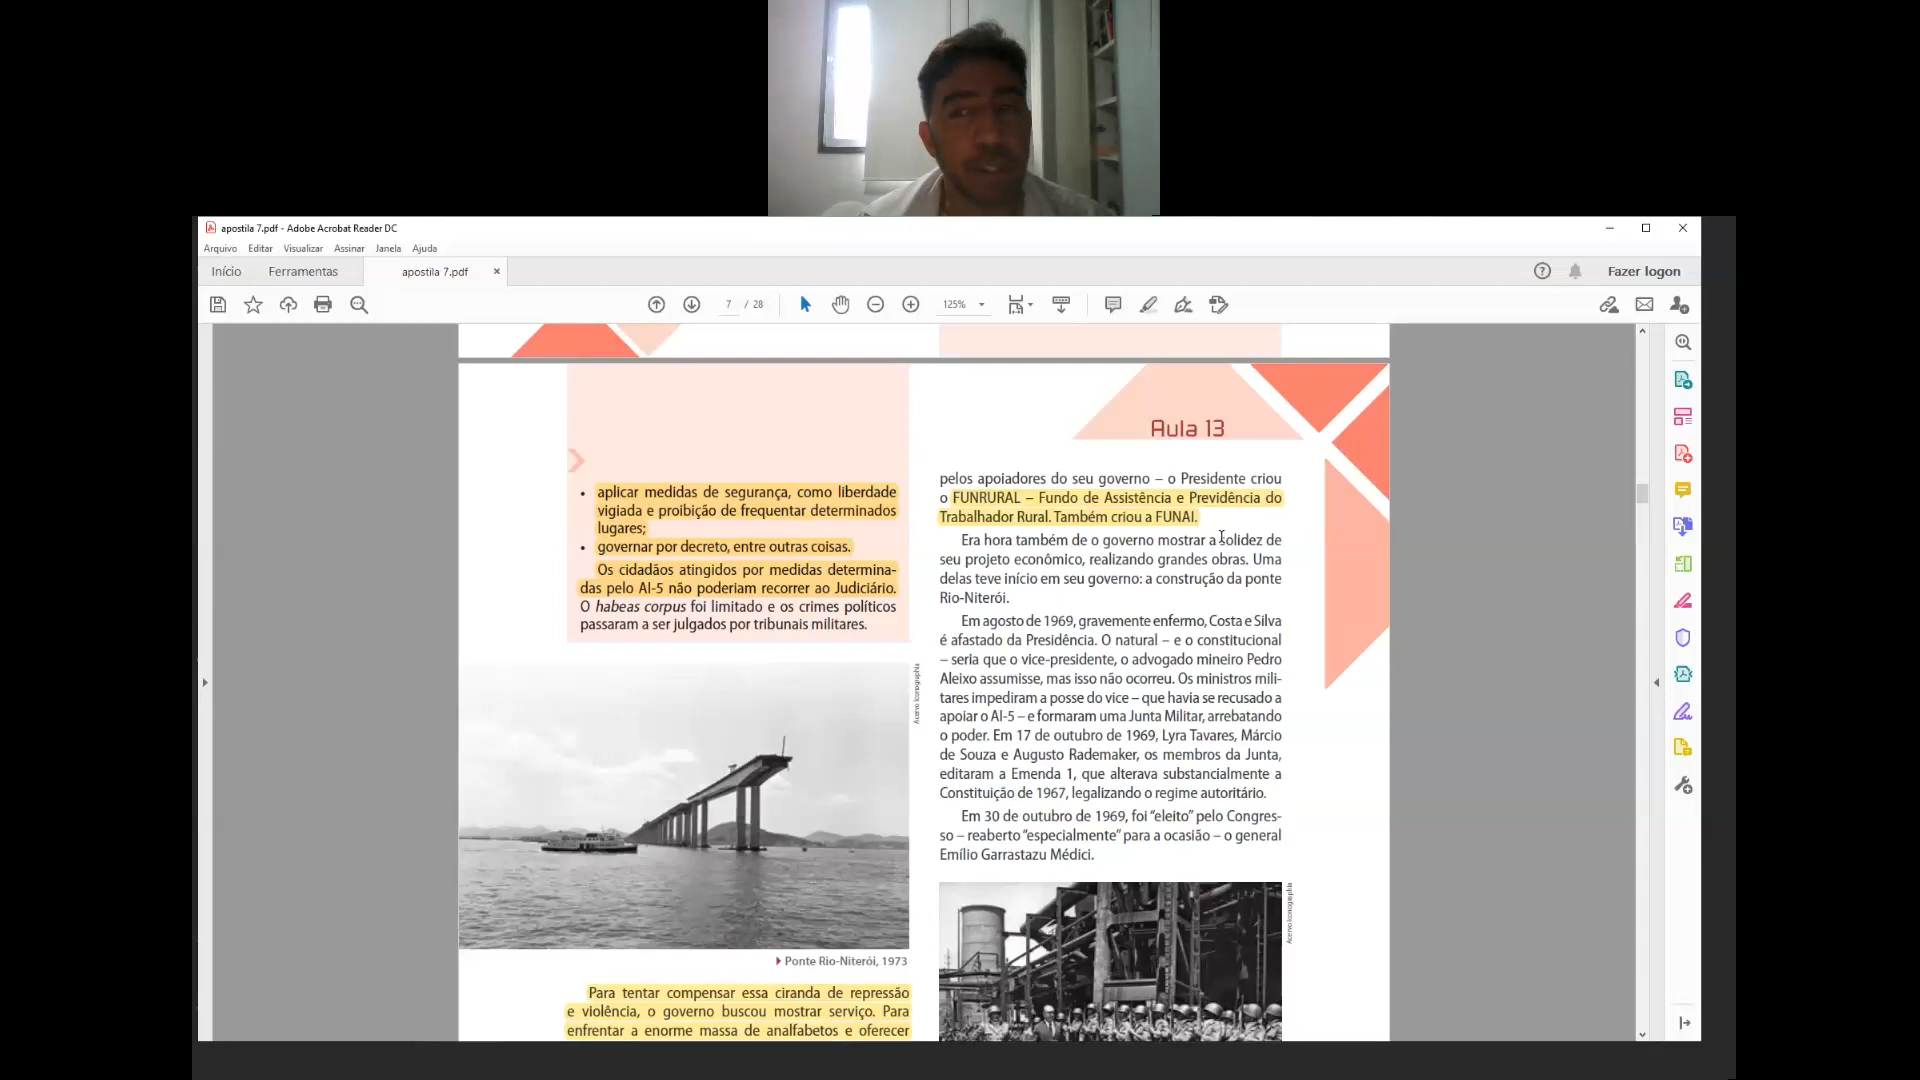 apostila 7.pdf - Adobe Acrobat Reader DC
Arquivo Editar Visualizar Assinar Janela Ajuda
Início Ferramentas apostila 7.pdf × Fazer logon
7 / 28 125%
Aula 13
• aplicar medidas de segurança, como liberdade
vigiada e proibição de frequentar determinados
lugares;
• governar por decreto, entre outras coisas.
Os cidadãos atingidos por medidas determina-
das pelo AI-5 não poderiam recorrer ao Judiciário.
O habeas corpus foi limitado e os crimes políticos
passaram a ser julgados por tribunais militares.
Acervo Iconographia
Ponte Rio-Niterói, 1973
Para tentar compensar essa ciranda de repressão
e violência, o governo buscou mostrar serviço. Para
enfrentar a enorme massa de analfabetos e oferecer
pelos apoiadores do seu governo – o Presidente criou
o FUNRURAL – Fundo de Assistência e Previdência do
Trabalhador Rural. Também criou a FUNAI.
Era hora também de o governo mostrar a solidez de
seu projeto econômico, realizando grandes obras. Uma
delas teve início em seu governo: a construção da ponte
Rio-Niterói.
Em agosto de 1969, gravemente enfermo, Costa e Silva
é afastado da Presidência. O natural – e o constitucional
– seria que o vice-presidente, o advogado mineiro Pedro
Aleixo assumisse, mas isso não ocorreu. Os ministros mili-
tares impediram a posse do vice – que havia se recusado a
apoiar o AI-5 – e formaram uma Junta Militar, arrebatando
o poder. Em 17 de outubro de 1969, Lyra Tavares, Márcio
de Souza e Augusto Rademaker, os membros da Junta,
editaram a Emenda 1, que alterava substancialmente a
Constituição de 1967, legalizando o regime autoritário.
Em 30 de outubro de 1969, foi “eleito” pelo Congres-
so – reaberto “especialmente” para a ocasião – o general
Emílio Garrastazu Médici.
Acervo Iconographia